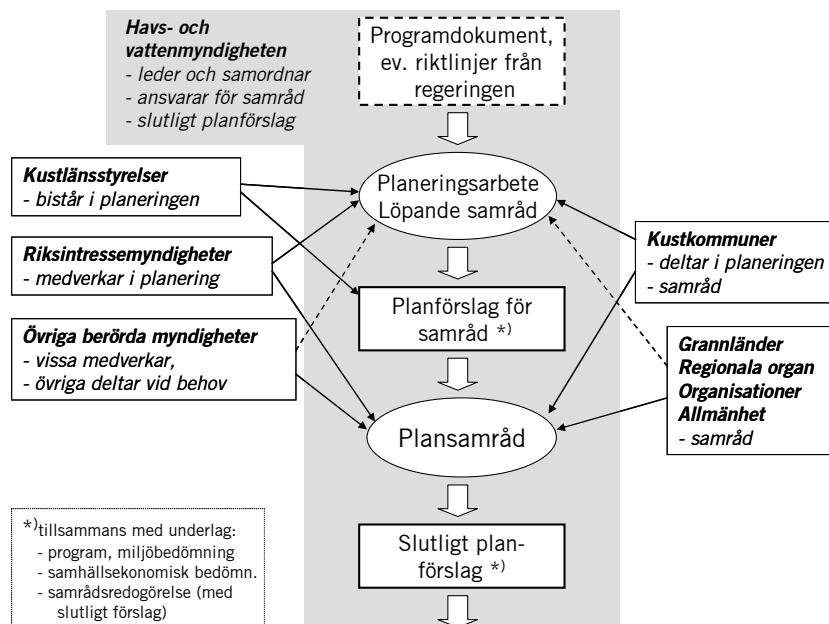 Havs- och
vattenmyndigheten
- leder och samordnar
- ansvarar för samråd
- slutligt planförslag
Programdokument,
ev. riktlinjer från
regeringen
Kustlänsstyrelser
- bistår i planeringen
Planeringsarbete
Löpande samråd
Riksintressemyndigheter
- medverkar i planering
Kustkommuner
- deltar i planeringen
- samråd
Planförslag för
samråd *)
Övriga berörda myndigheter
- vissa medverkar,
- övriga deltar vid behov
Grannländer
Regionala organ
Organisationer
Allmänhet
- samråd
Plansamråd
*)tillsammans med underlag:
- program, miljöbedömning
- samhällsekonomisk bedömn.
- samrådsredogörelse (med
slutligt förslag)
Slutligt plan-
förslag *)